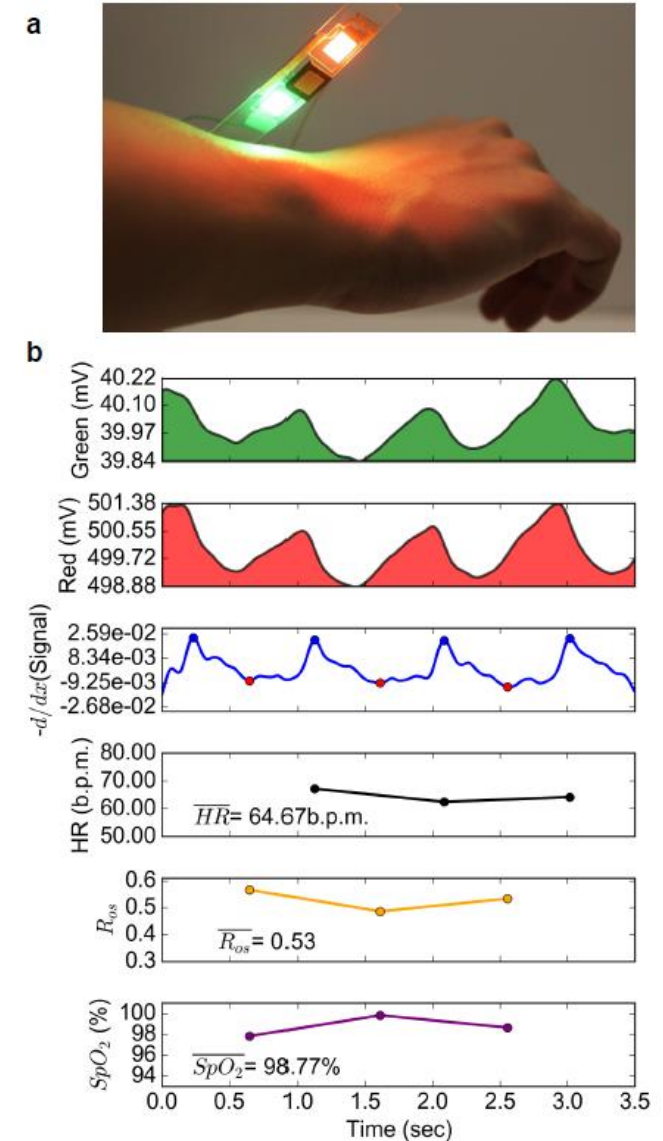 a
b
Green (mV)
40.22
40.10
39.97
39.84
Red (mV)
501.38
500.55
499.72
498.88
-d/dx(Signal)
2.59e-02
8.34e-03
-9.25e-03
-2.68e-02
HR (b.p.m.)
80.00
70.00
60.00
50.00
HR= 64.67b.p.m.
Ros
0.6
0.5
0.4
0.3
Ros= 0.53
SpO2 (%)
100
98
96
94
SpO2= 98.77%
0.0 0.5 1.0 1.5 2.0 2.5 3.0 3.5
Time (sec)